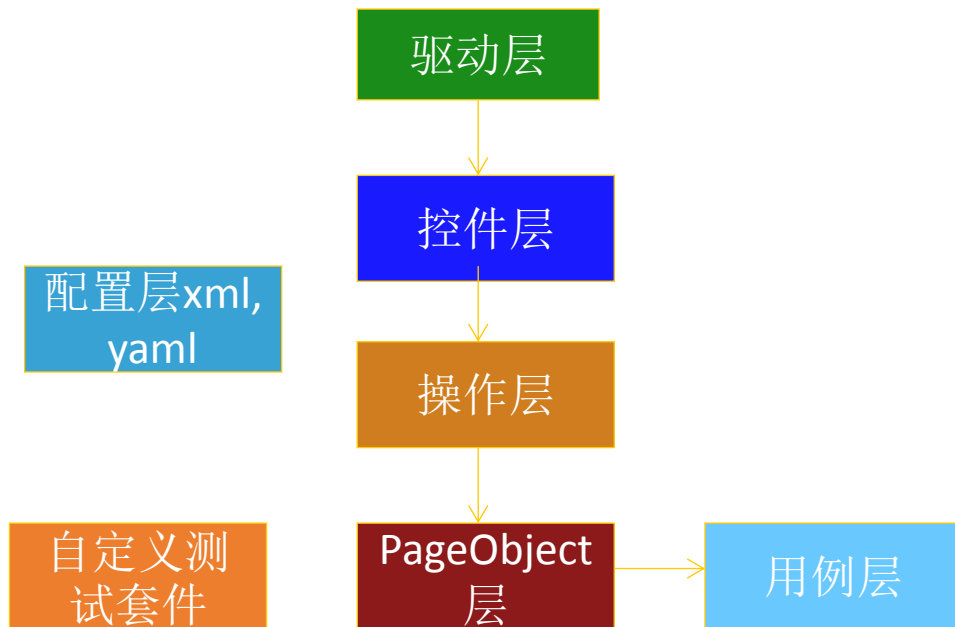 驱动层
控件层
配置层xml,
yaml
操作层
自定义测
试套件
PageObject
层
用例层